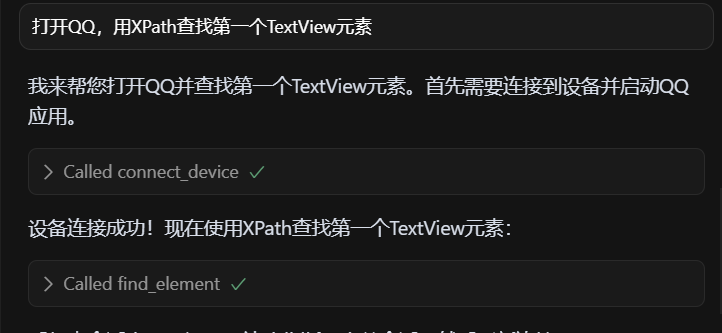 打开QQ，用XPath查找第一个TextView元素
我来帮您打开QQ并查找第一个TextView元素。首先需要连接到设备并启动QQ
应用。
Called connect_device
设备连接成功！现在使用XPath查找第一个TextView元素：
Called find_element